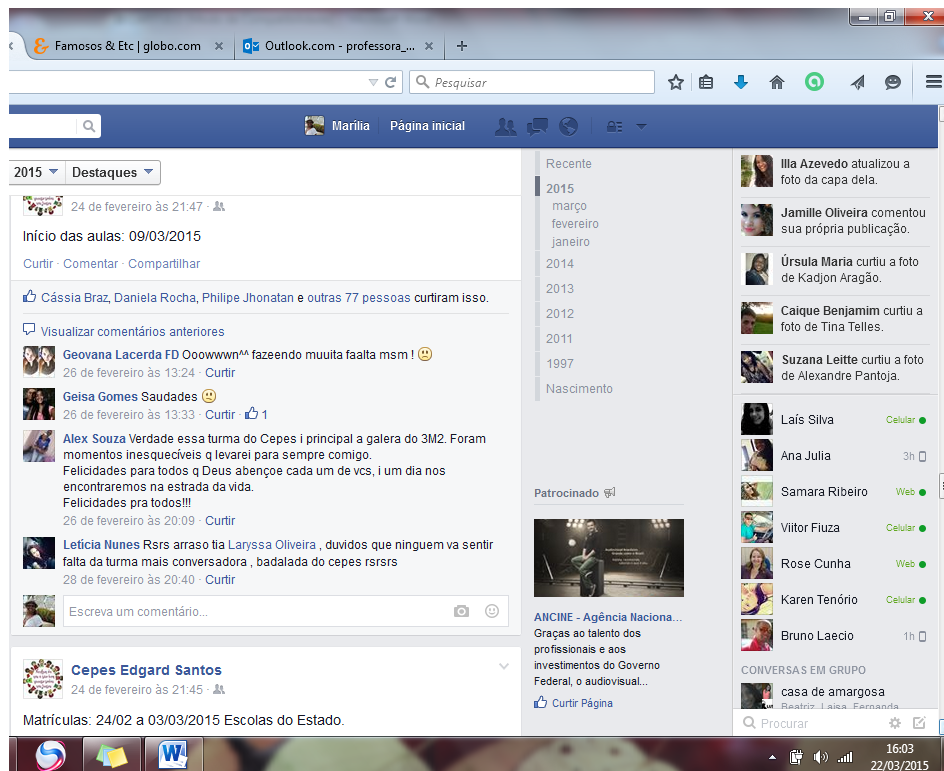 Famosos & Etc | globo.com
Outlook.com - professora_...
Pesquisar
Marília
Página inicial
2015
Destaques
24 de fevereiro às 21:47 ·
Início das aulas: 09/03/2015
Curtir · Comentar · Compartilhar
Cássia Braz, Daniela Rocha, Philipe Jhonatan e outras 77 pessoas curtiram isso.
Visualizar comentários anteriores
Geovana Lacerda FD Ooowwwn^^ fazeendo muuita faalta msm !
26 de fevereiro às 13:24 · Curtir
Geisa Gomes Saudades
26 de fevereiro às 13:33 · Curtir · 1
Alex Souza Verdade essa turma do Cepes i principal a galera do 3M2. Foram
momentos inesquecíveis q levarei para sempre comigo.
Felicidades para todos q Deus abençoe cada um de vcs, i um dia nos
encontraremos na estrada da vida.
Felicidades pra todos!!!
26 de fevereiro às 20:09 · Curtir
Letícia Nunes Rsrs arraso tia Laryssa Oliveira , duvidos que ninguem va sentir
falta da turma mais conversadora , badalada do cepes rsrsrs
28 de fevereiro às 20:40 · Curtir
Escreva um comentário...
Cepes Edgard Santos
24 de fevereiro às 21:45 ·
Matrículas: 24/02 a 03/03/2015 Escolas do Estado.
Recente
2015
março
fevereiro
janeiro
2014
2013
2012
2011
1997
Nascimento
Patrocinado
ANCINE - Agência Naciona...
Graças ao talento dos
profissionais e aos
investimentos do Governo
Federal, o audiovisual...
Curtir Página
Illa Azevedo atualizou a
foto da capa dela.
Jamille Oliveira comentou
sua própria publicação.
Úrsula Maria curtiu a foto
de Kadjon Aragão.
Caique Benjamim curtiu a
foto de Tina Telles.
Suzana Leitte curtiu a foto
de Alexandre Pantoja.
Laís Silva Celular
Ana Julia 3h
Samara Ribeiro Web
Viitor Fiuza Celular
Rose Cunha Web
Karen Tenório Celular
Bruno Laecio 1h
CONVERSAS EM GRUPO
casa de amargosa
Beatriz, Laisa, Fernanda
Procurar
16:03
22/03/2015